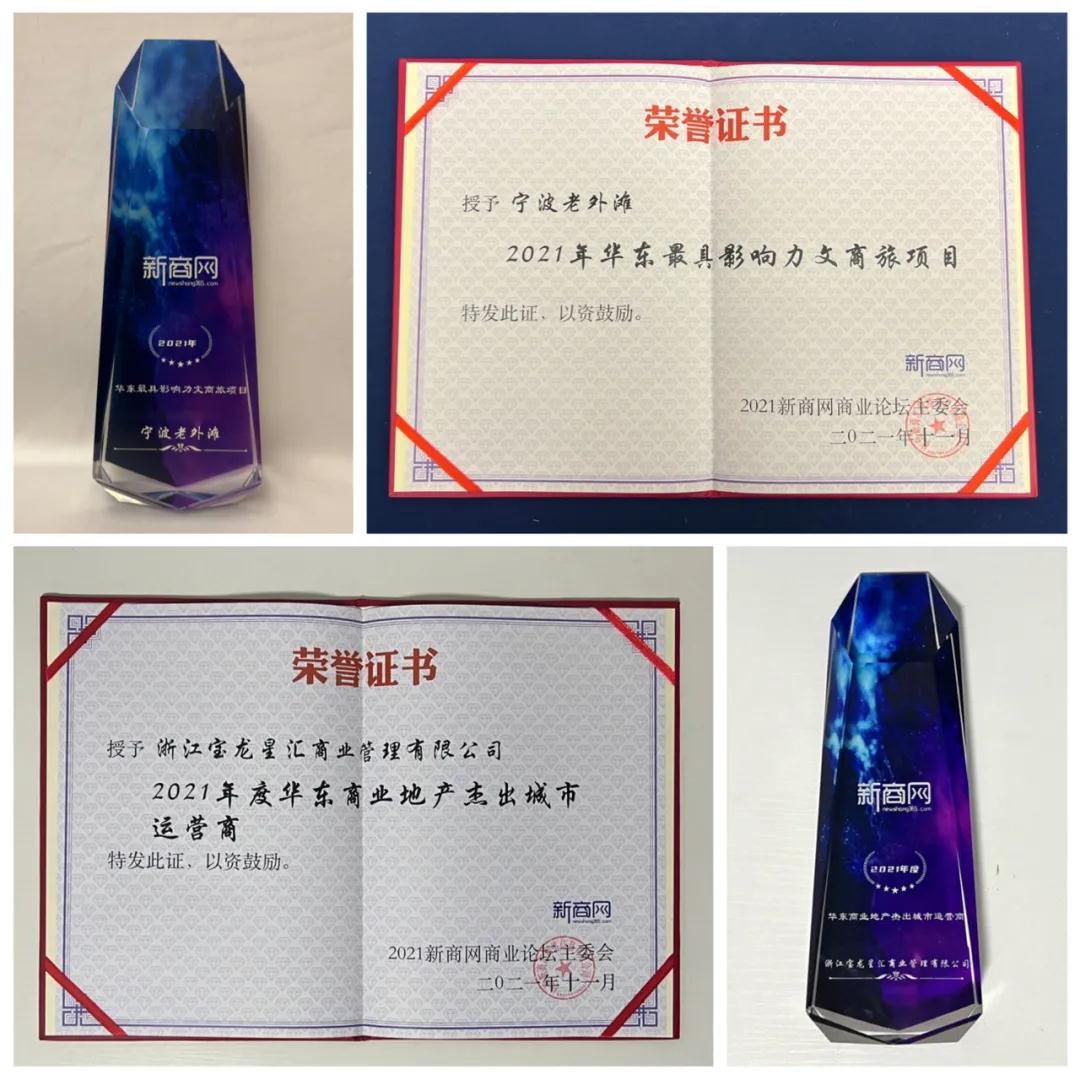 新商网
newshang365.com
2021年
华东最具影响力文商旅项目
宁波老外滩
荣誉证书
授予 宁波老外滩
2021年华东最具影响力文商旅项目
特发此证，以资鼓励。
新商网
newshang365.com
2021新商网商业论坛主委会
二〇二一年十一月
荣誉证书
授予 浙江宝龙星汇商业管理有限公司
2021年度华东商业地产杰出城市
运营商
特发此证，以资鼓励。
新商网
newshang365.com
2021新商网商业论坛主委会
二〇二一年十一月
新商网
newshang365.com
2021年度
华东商业地产杰出城市运营商
浙江宝龙星汇商业管理有限公司